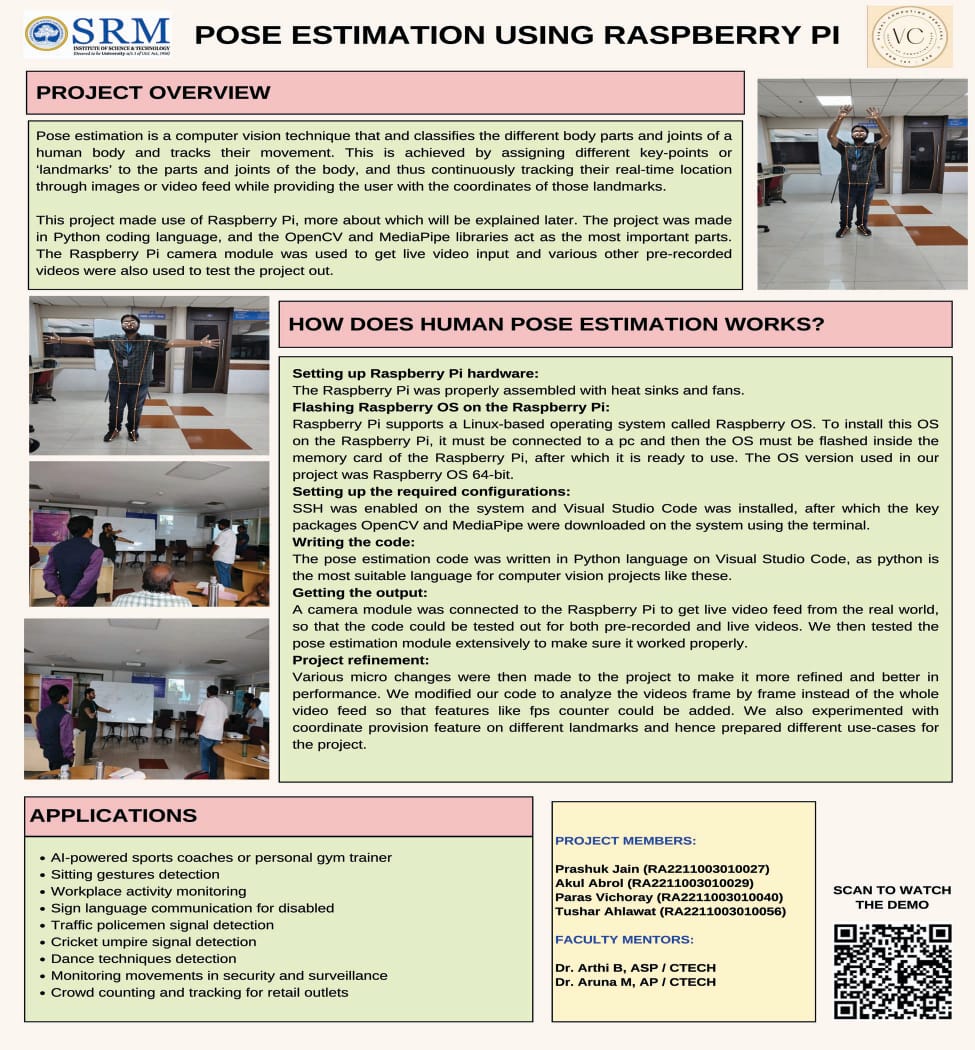 SRM
INSTITUTE OF SCIENCE & TECHNOLOGY
(Deemed to be University u/s 3 of UGC Act, 1956)
POSE ESTIMATION USING RASPBERRY PI
VC
PROJECT OVERVIEW
Pose estimation is a computer vision technique that and classifies the different body parts and joints of a
human body and tracks their movement. This is achieved by assigning different key-points or
‘landmarks’ to the parts and joints of the body, and thus continuously tracking their real-time location
through images or video feed while providing the user with the coordinates of those landmarks.
This project made use of Raspberry Pi, more about which will be explained later. The project was made
in Python coding language, and the OpenCV and MediaPipe libraries act as the most important parts.
The Raspberry Pi camera module was used to get live video input and various other pre-recorded
videos were also used to test the project out.
HOW DOES HUMAN POSE ESTIMATION WORKS?
Setting up Raspberry Pi hardware:
The Raspberry Pi was properly assembled with heat sinks and fans.
Flashing Raspberry OS on the Raspberry Pi:
Raspberry Pi supports a Linux-based operating system called Raspberry OS. To install this OS
on the Raspberry Pi, it must be connected to a pc and then the OS must be flashed inside the
memory card of the Raspberry Pi, after which it is ready to use. The OS version used in our
project was Raspberry OS 64-bit.
Setting up the required configurations:
SSH was enabled on the system and Visual Studio Code was installed, after which the key
packages OpenCV and MediaPipe were downloaded on the system using the terminal.
Writing the code:
The pose estimation code was written in Python language on Visual Studio Code, as python is
the most suitable language for computer vision projects like these.
Getting the output:
A camera module was connected to the Raspberry Pi to get live video feed from the real world,
so that the code could be tested out for both pre-recorded and live videos. We then tested the
pose estimation module extensively to make sure it worked properly.
Project refinement:
Various micro changes were then made to the project to make it more refined and better in
performance. We modified our code to analyze the videos frame by frame instead of the whole
video feed so that features like fps counter could be added. We also experimented with
coordinate provision feature on different landmarks and hence prepared different use-cases for
the project.
APPLICATIONS
• AI-powered sports coaches or personal gym trainer
• Sitting gestures detection
• Workplace activity monitoring
• Sign language communication for disabled
• Traffic policemen signal detection
• Cricket umpire signal detection
• Dance techniques detection
• Monitoring movements in security and surveillance
• Crowd counting and tracking for retail outlets
PROJECT MEMBERS:
Prashuk Jain (RA2211003010027)
Akul Abrol (RA2211003010029)
Paras Vichoray (RA2211003010040)
Tushar Ahlawat (RA2211003010056)
FACULTY MENTORS:
Dr. Arthi B, ASP / CTECH
Dr. Aruna M, AP / CTECH
SCAN TO WATCH
THE DEMO